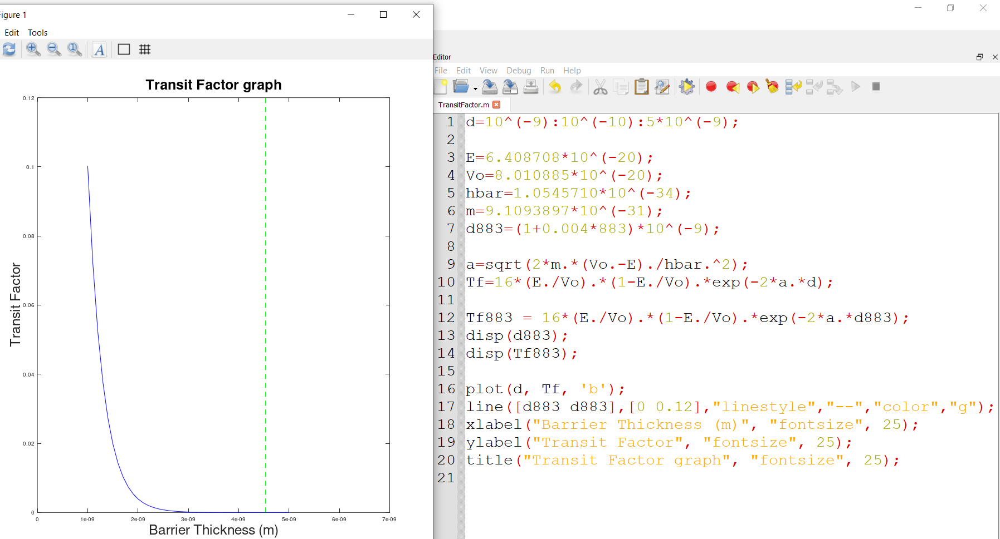 igure 1
Edit Tools
Transit Factor graph
0.12
0.1
0.08
0.06
0.04
0.02
0
Transit Factor
0 1e-09 2e-09 3e-09 4e-09 5e-09 6e-09 7e-09
Barrier Thickness (m)
Editor
File Edit View Debug Run Help
TransitFactor.m
1 d=10^(-9):10^(-10):5*10^(-9);
2
3 E=6.408708*10^(-20);
4 Vo=8.010885*10^(-20);
5 hbar=1.0545710*10^(-34);
6 m=9.1093897*10^(-31);
7 d883=(1+0.004*883)*10^(-9);
8
9 a=sqrt(2*m.*(Vo.-E)./hbar.^2);
10 Tf=16*(E./Vo).*(1-E./Vo).*exp(-2*a.*d);
11
12 Tf883 = 16*(E./Vo).*(1-E./Vo).*exp(-2*a.*d883);
13 disp(d883);
14 disp(Tf883);
15
16 plot(d, Tf, 'b');
17 line([d883 d883],[0 0.12],"linestyle","--","color","g");
18 xlabel("Barrier Thickness (m)", "fontsize", 25);
19 ylabel("Transit Factor", "fontsize", 25);
20 title("Transit Factor graph", "fontsize", 25);
21